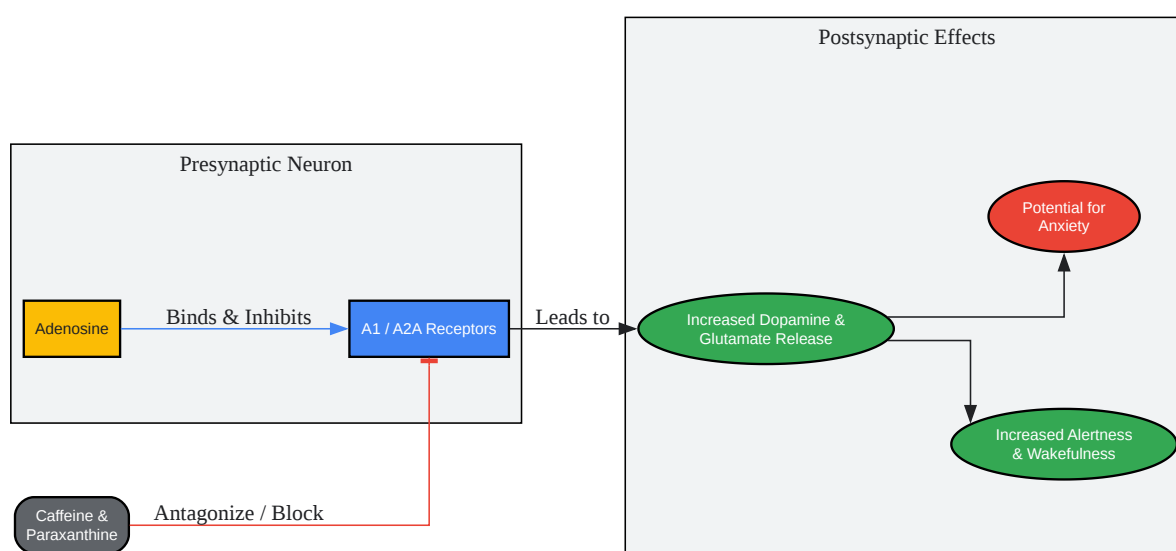 Postsynaptic Effects
Presynaptic Neuron
Potential for
Anxiety
Adenosine
Binds & Inhibits
A1 / A2A Receptors
Leads to
Increased Dopamine &
Glutamate Release
Increased Alertness
& Wakefulness
Caffeine &
Paraxanthine
Antagonize / Block